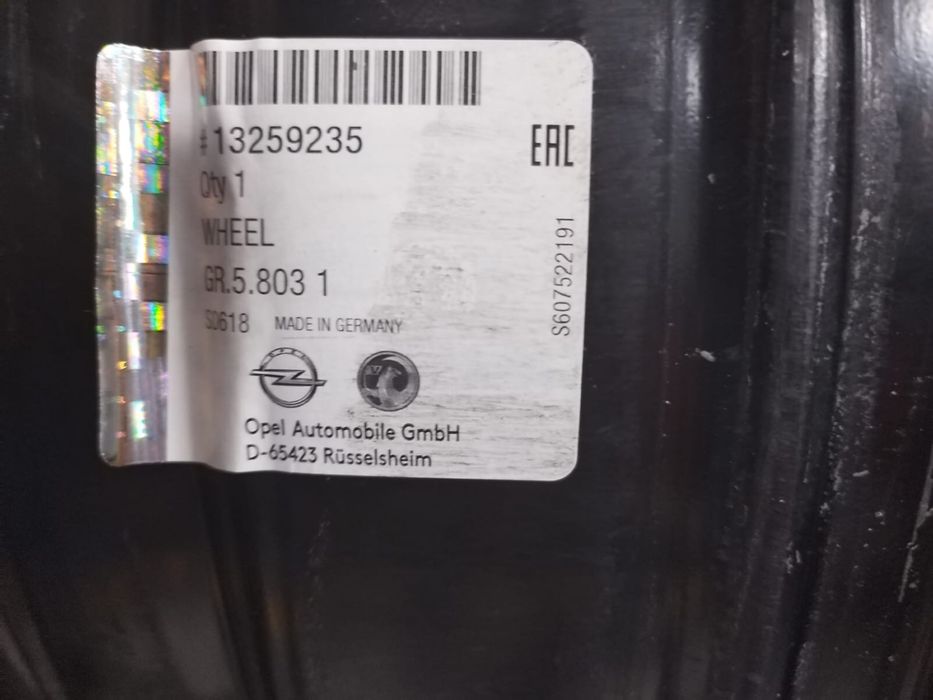 #13259235
EAC
Qty 1
WHEEL
GR.5.803 1
S0618 MADE IN GERMANY
S607522191
OPEL
Opel Automobile GmbH
D-65423 Rüsselsheim